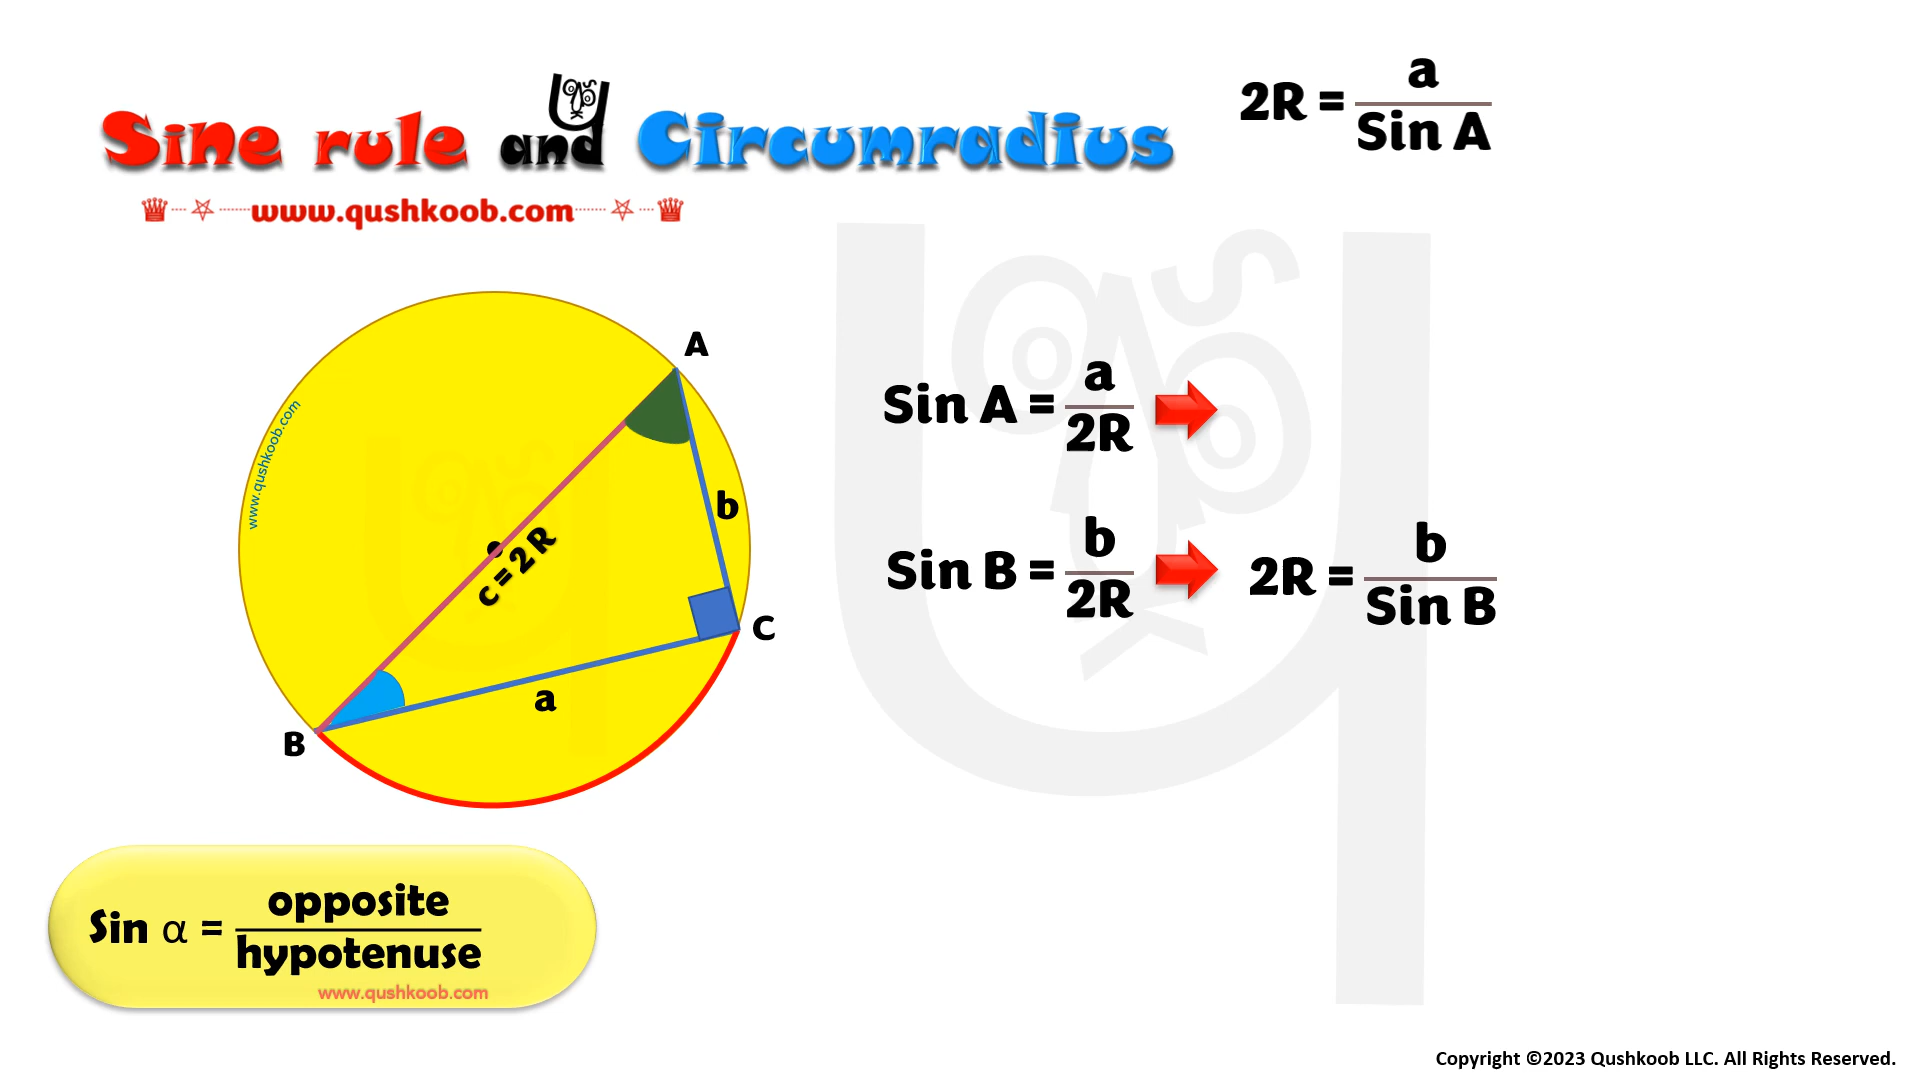 Sine rule and Circumradius
www.qushkoob.com
2R = a / Sin A
www.qushkoob.com
A
b
c = 2R
C
a
B
Sin A = a / 2R
Sin B = b / 2R
2R = b / Sin B
Sin α = opposite / hypotenuse
www.qushkoob.com
Copyright ©2023 Qushkoob LLC. All Rights Reserved.